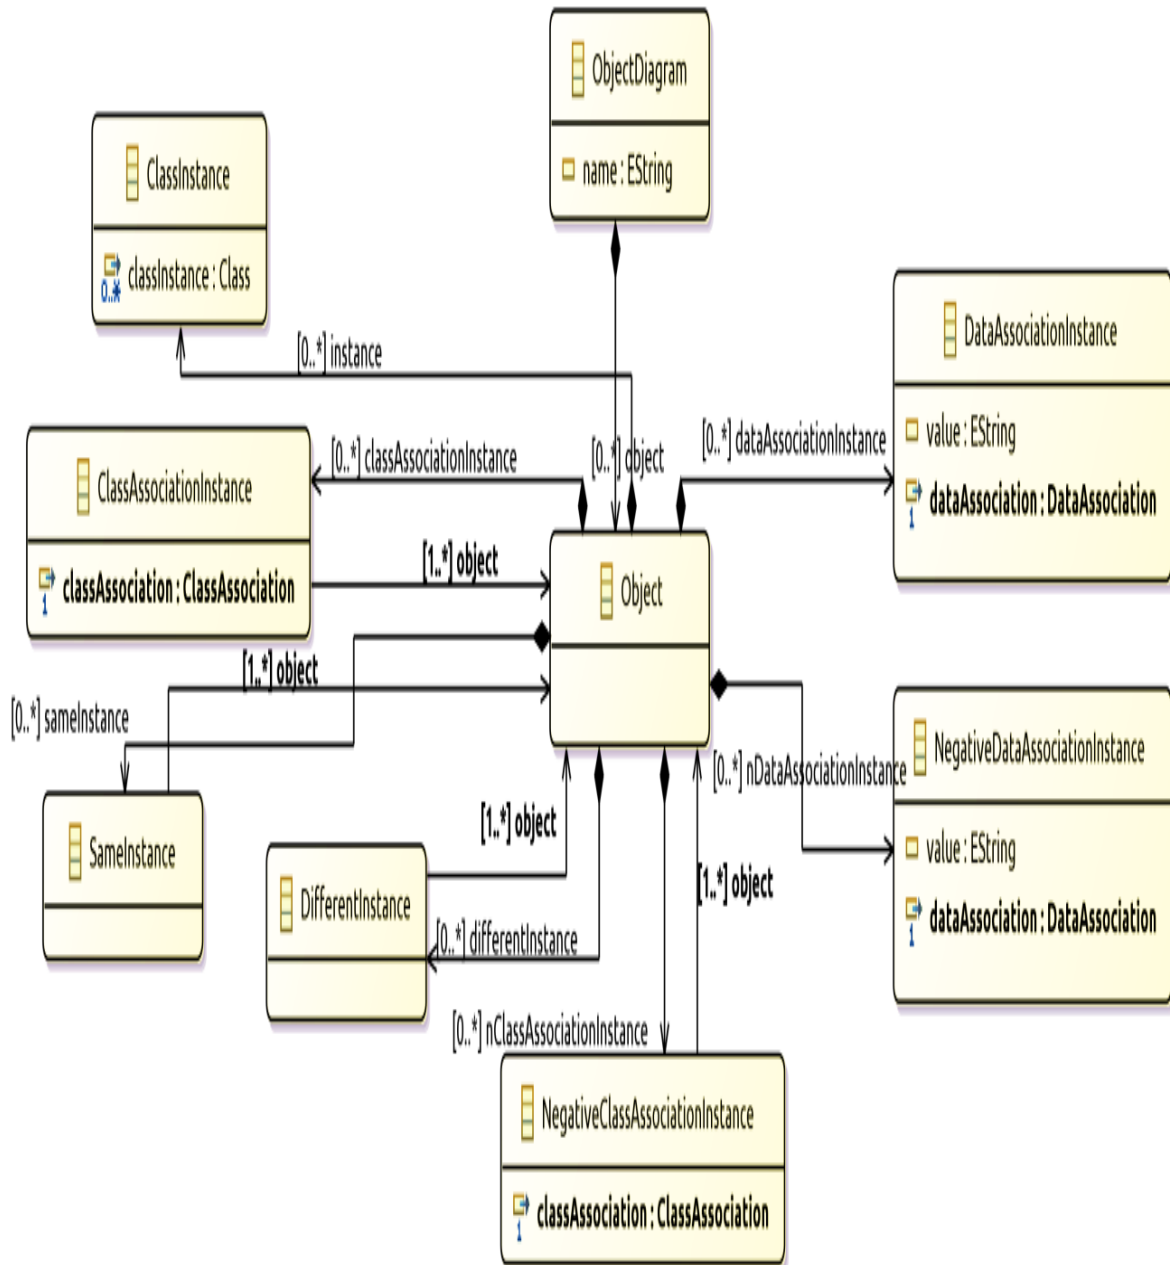 ObjectDiagram
name : EString
ClassInstance
classInstance : Class
0..*
[0..*] instance
DataAssociationInstance
value : EString
dataAssociation : DataAssociation
1
[0..*] classAssociationInstance
[0..*] object
[0..*] dataAssociationInstance
ClassAssociationInstance
classAssociation : ClassAssociation
1
[1..*] object
Object
[1..*] object
[0..*] sameInstance
[0..*] nDataAssociationInstance
NegativeDataAssociationInstance
value : EString
dataAssociation : DataAssociation
1
SameInstance
[1..*] object
DifferentInstance
[1..*] object
[0..*] differentInstance
[0..*] nClassAssociationInstance
NegativeClassAssociationInstance
classAssociation : ClassAssociation
1